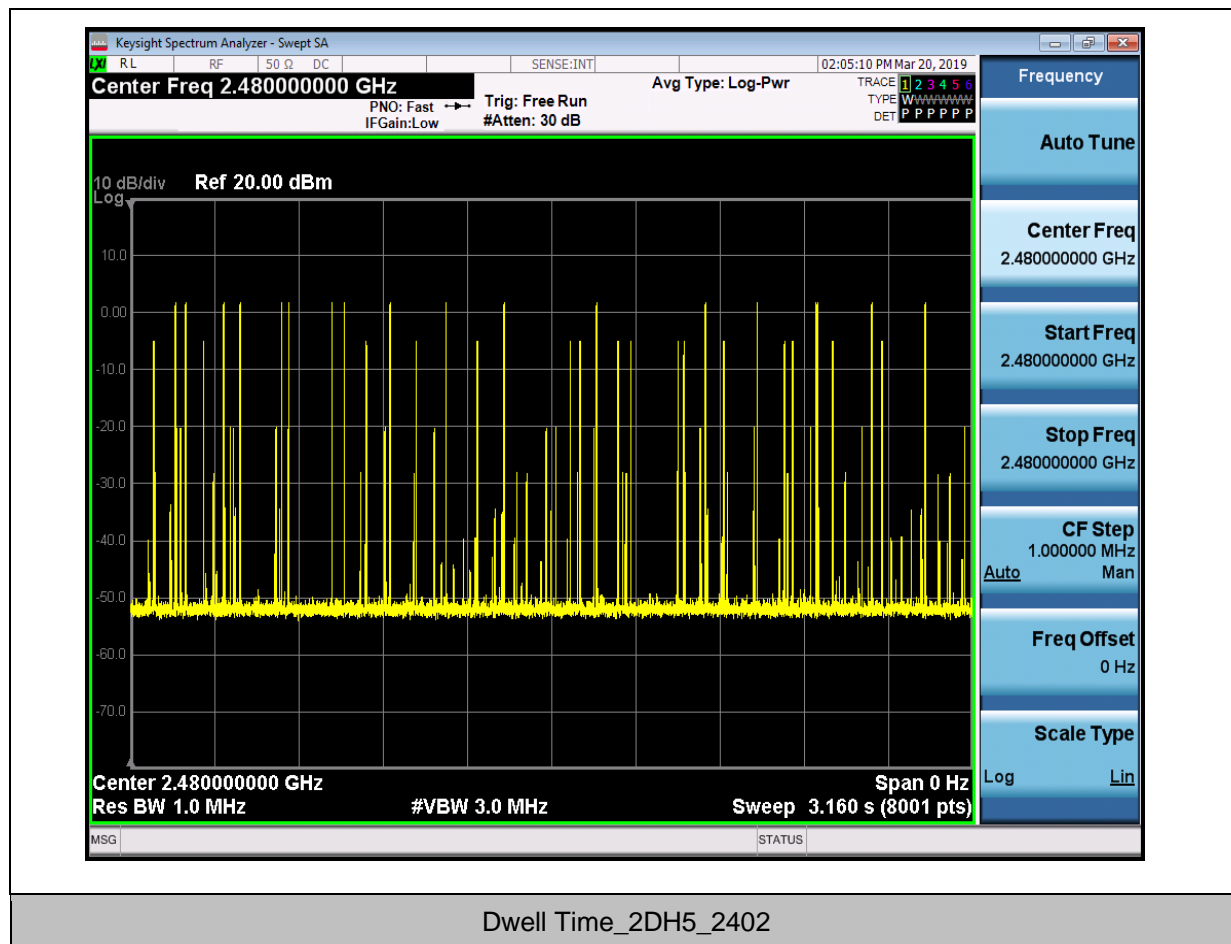 Keysight Spectrum Analyzer - Swept SA
LXI RL RF 50 Ω DC SENSE:INT 02:05:10 PM Mar 20, 2019
Center Freq 2.480000000 GHz
PNO: Fast
IFGain:Low
Trig: Free Run
#Atten: 30 dB
Avg Type: Log-Pwr
TRACE 1 2 3 4 5 6
TYPE W W W W W W
DET P P P P P P
10 dB/div Ref 20.00 dBm
Log
10.0
0.00
-10.0
-20.0
-30.0
-40.0
-50.0
-60.0
-70.0
Center 2.480000000 GHz Span 0 Hz
Res BW 1.0 MHz #VBW 3.0 MHz Sweep 3.160 s (8001 pts)
MSG STATUS
Frequency
Auto Tune
Center Freq
2.480000000 GHz
Start Freq
2.480000000 GHz
Stop Freq
2.480000000 GHz
CF Step
1.000000 MHz
Auto Man
Freq Offset
0 Hz
Scale Type
Log Lin
Dwell Time_2DH5_2402